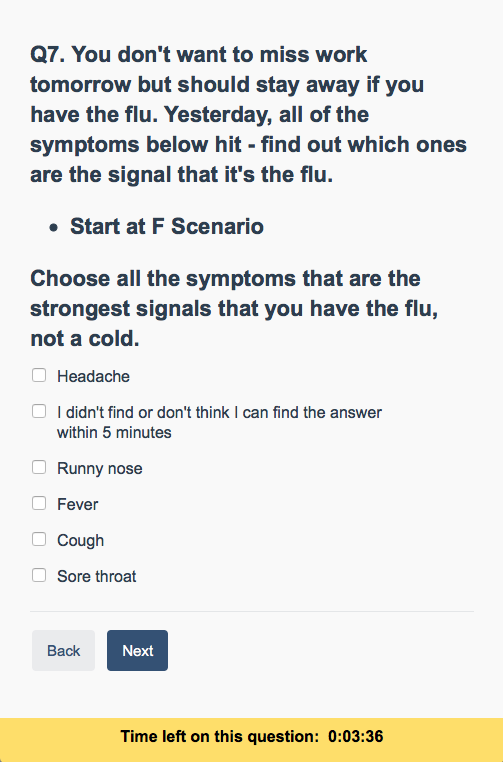 Q7. You don't want to miss work
tomorrow but should stay away if you
have the flu. Yesterday, all of the
symptoms below hit - find out which ones
are the signal that it's the flu.
• Start at F Scenario
Choose all the symptoms that are the
strongest signals that you have the flu,
not a cold.
Headache
I didn't find or don't think I can find the answer
within 5 minutes
Runny nose
Fever
Cough
Sore throat
Back Next
Time left on this question: 0:03:36